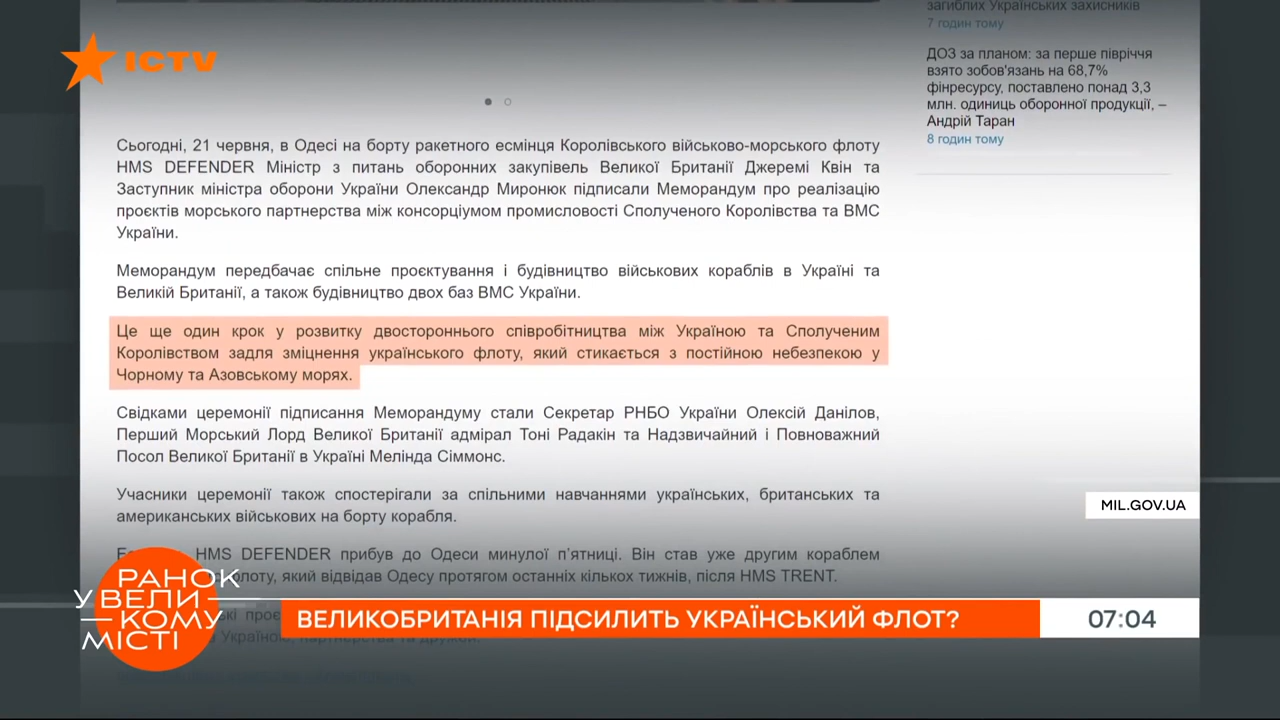 ICTV
загиблих Українських захисників
7 годин тому
ДОЗ за планом: за перше півріччя
взято зобов'язань на 68,7%
фінресурсу, поставлено понад 3,3
млн. одиниць оборонної продукції, –
Андрій Таран
8 годин тому
Сьогодні, 21 червня, в Одесі на борту ракетного есмінця Королівського військово-морського флоту
HMS DEFENDER Міністр з питань оборонних закупівель Великої Британії Джеремі Квін та
Заступник міністра оборони України Олександр Миронюк підписали Меморандум про реалізацію
проєктів морського партнерства між консорціумом промисловості Сполученого Королівства та ВМС
України.
Меморандум передбачає спільне проєктування і будівництво військових кораблів в Україні та
Великій Британії, а також будівництво двох баз ВМС України.
Це ще один крок у розвитку двостороннього співробітництва між Україною та Сполученим
Королівством задля зміцнення українського флоту, який стикається з постійною небезпекою у
Чорному та Азовському морях.
Свідками церемонії підписання Меморандуму стали Секретар РНБО України Олексій Данілов,
Перший Морський Лорд Великої Британії адмірал Тоні Радакін та Надзвичайний і Повноважний
Посол Великої Британії в Україні Мелінда Сіммонс.
Учасники церемонії також спостерігали за спільними навчаннями українських, британських та
американських військових на борту корабля.
HMS DEFENDER прибув до Одеси минулої п'ятниці. Він став уже другим кораблем
флоту, який відвідав Одесу протягом останніх кількох тижнів, після HMS TRENT.
MIL.GOV.UA
РАНОК
У ВЕЛИ
КОМУ
МІСТІ
ВЕЛИКОБРИТАНІЯ ПІДСИЛИТЬ УКРАЇНСЬКИЙ ФЛОТ?
07:04